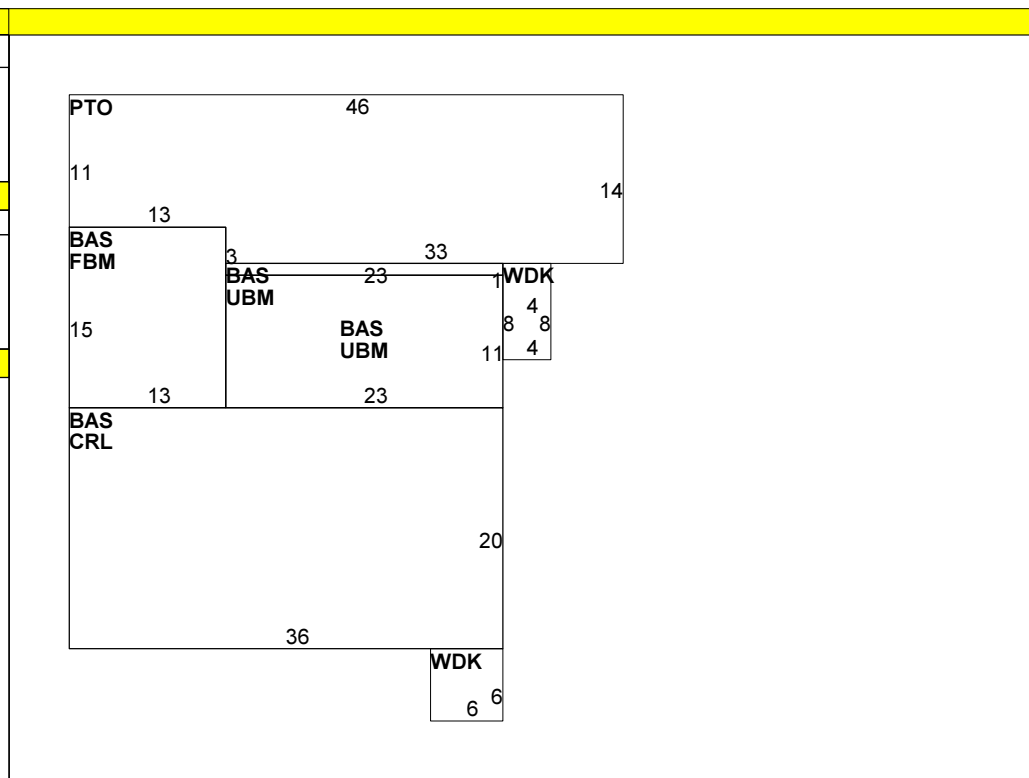 PTO 46
11
14
13
BAS
FBM
3 33
BAS 23 1 WDK
UBM
4
15 BAS 8 8
UBM 11 4
13 23
BAS
CRL
20
36
WDK
6
6